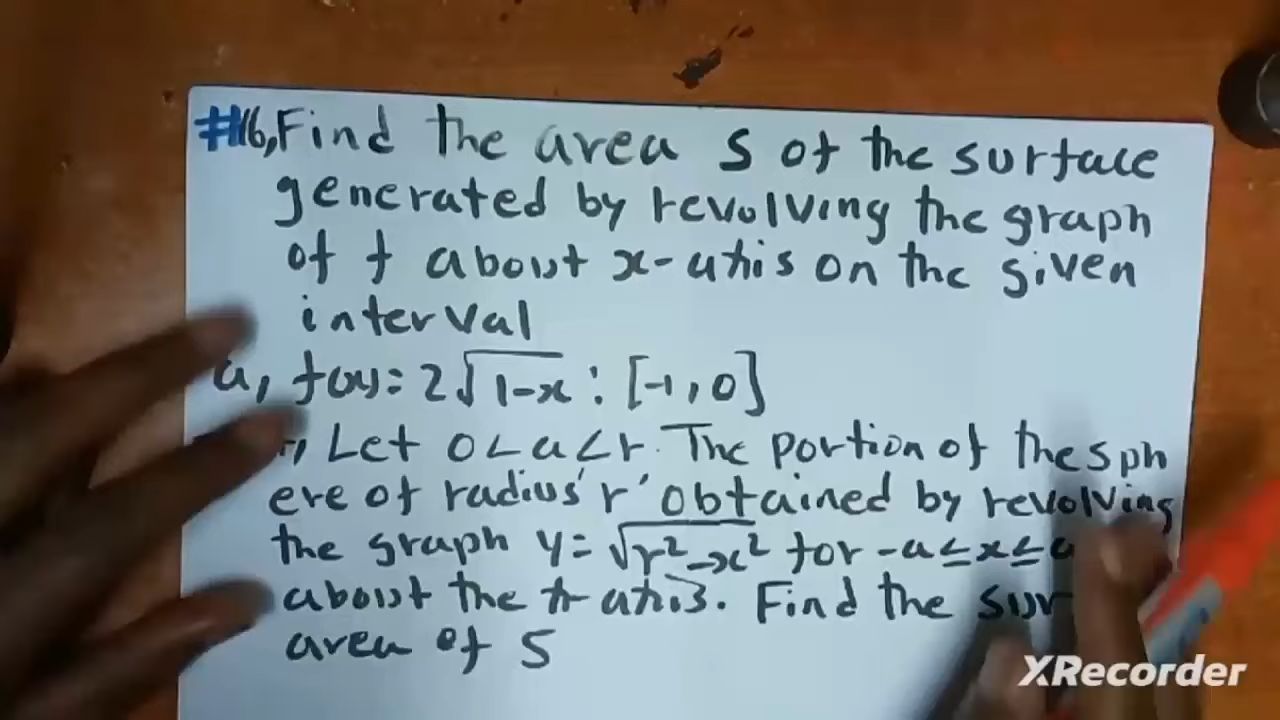 #16, Find the area S of the surface
generated by revolving the graph
of f about x-axis on the given
interval
a, f(x)= 2√1-x : [-1, 0]
Let 0<a<r. The portion of the sph
ere of radius 'r' obtained by revolving
the graph y=√r²-x² for -a≤x≤a
about the x axis. Find the sur
area of S
XRecorder